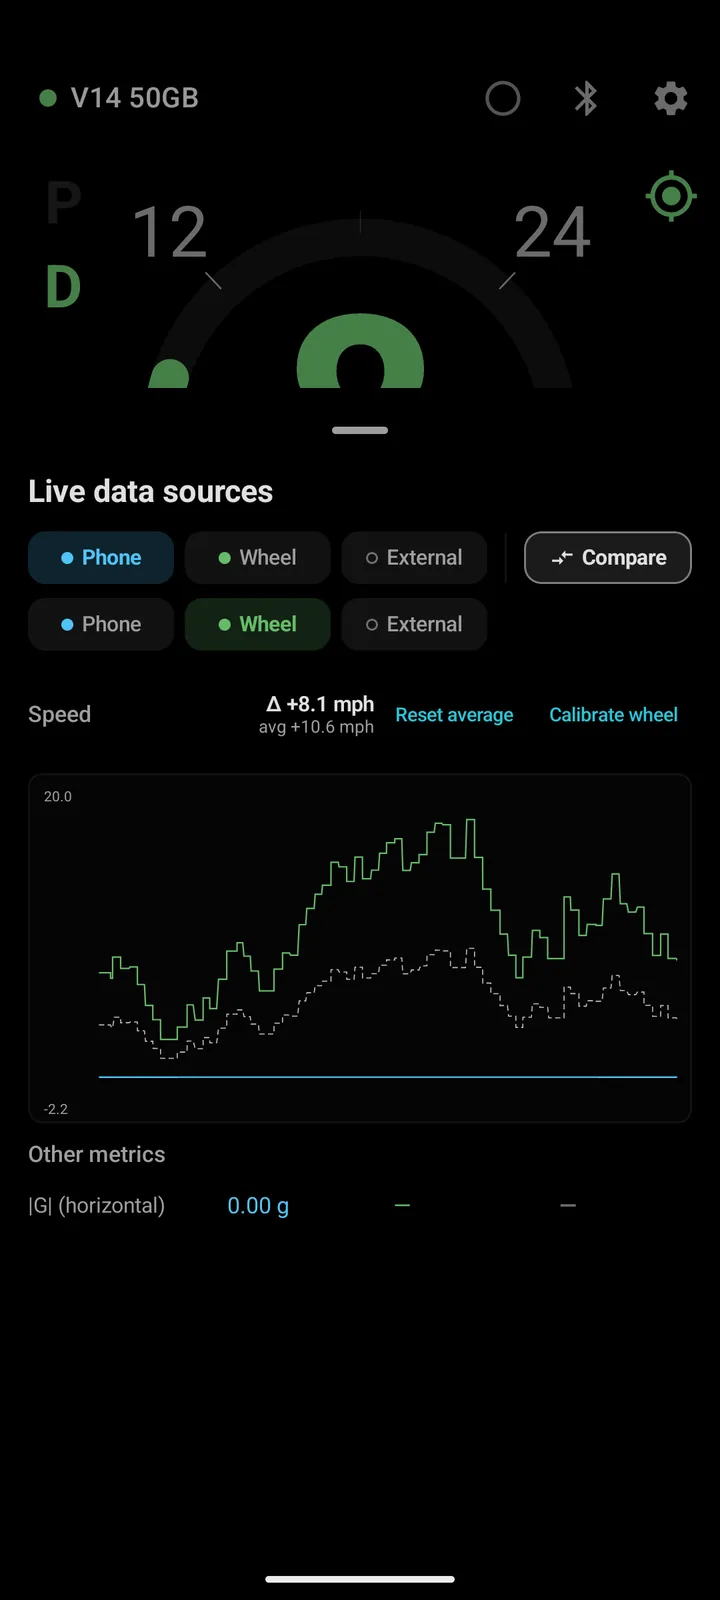 V14 50GB
P
12
24
D
Live data sources
Phone
Wheel
External
Compare
Phone
Wheel
External
Speed
Δ +8.1 mph
avg +10.6 mph
Reset average
Calibrate wheel
20.0
-2.2
Other metrics
|G| (horizontal)
0.00 g
–
–